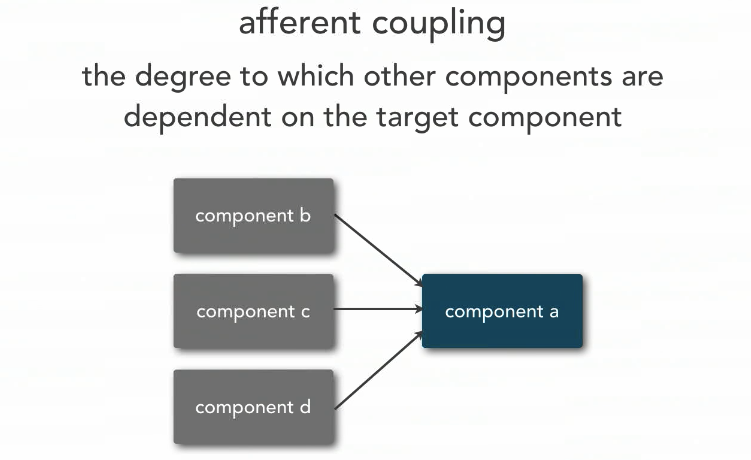 afferent coupling
the degree to which other components are
dependent on the target component
component b
component c
component a
component d